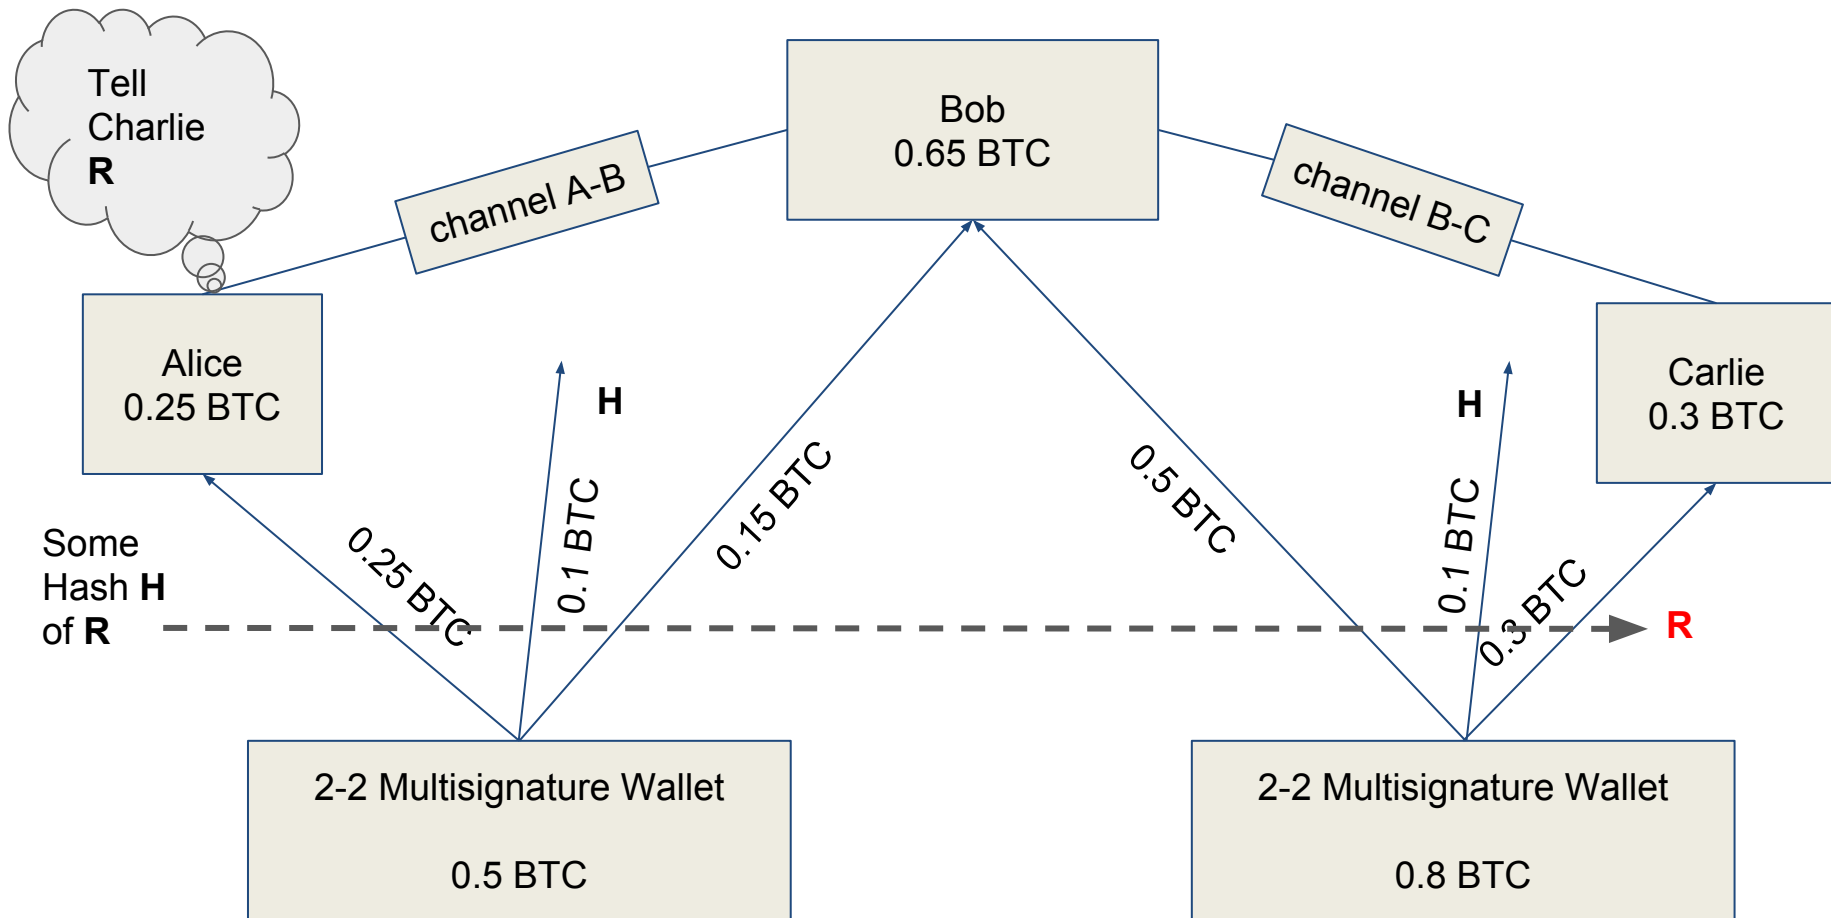 Tell
Charlie
R
Bob
0.65 BTC
channel A-B
channel B-C
Alice
0.25 BTC
H
H
Carlie
0.3 BTC
0.25 BTC
0.1 BTC
0.15 BTC
0.5 BTC
0.1 BTC
0.3 BTC
Some
Hash H
of R
R
2-2 Multisignature Wallet
0.5 BTC
2-2 Multisignature Wallet
0.8 BTC